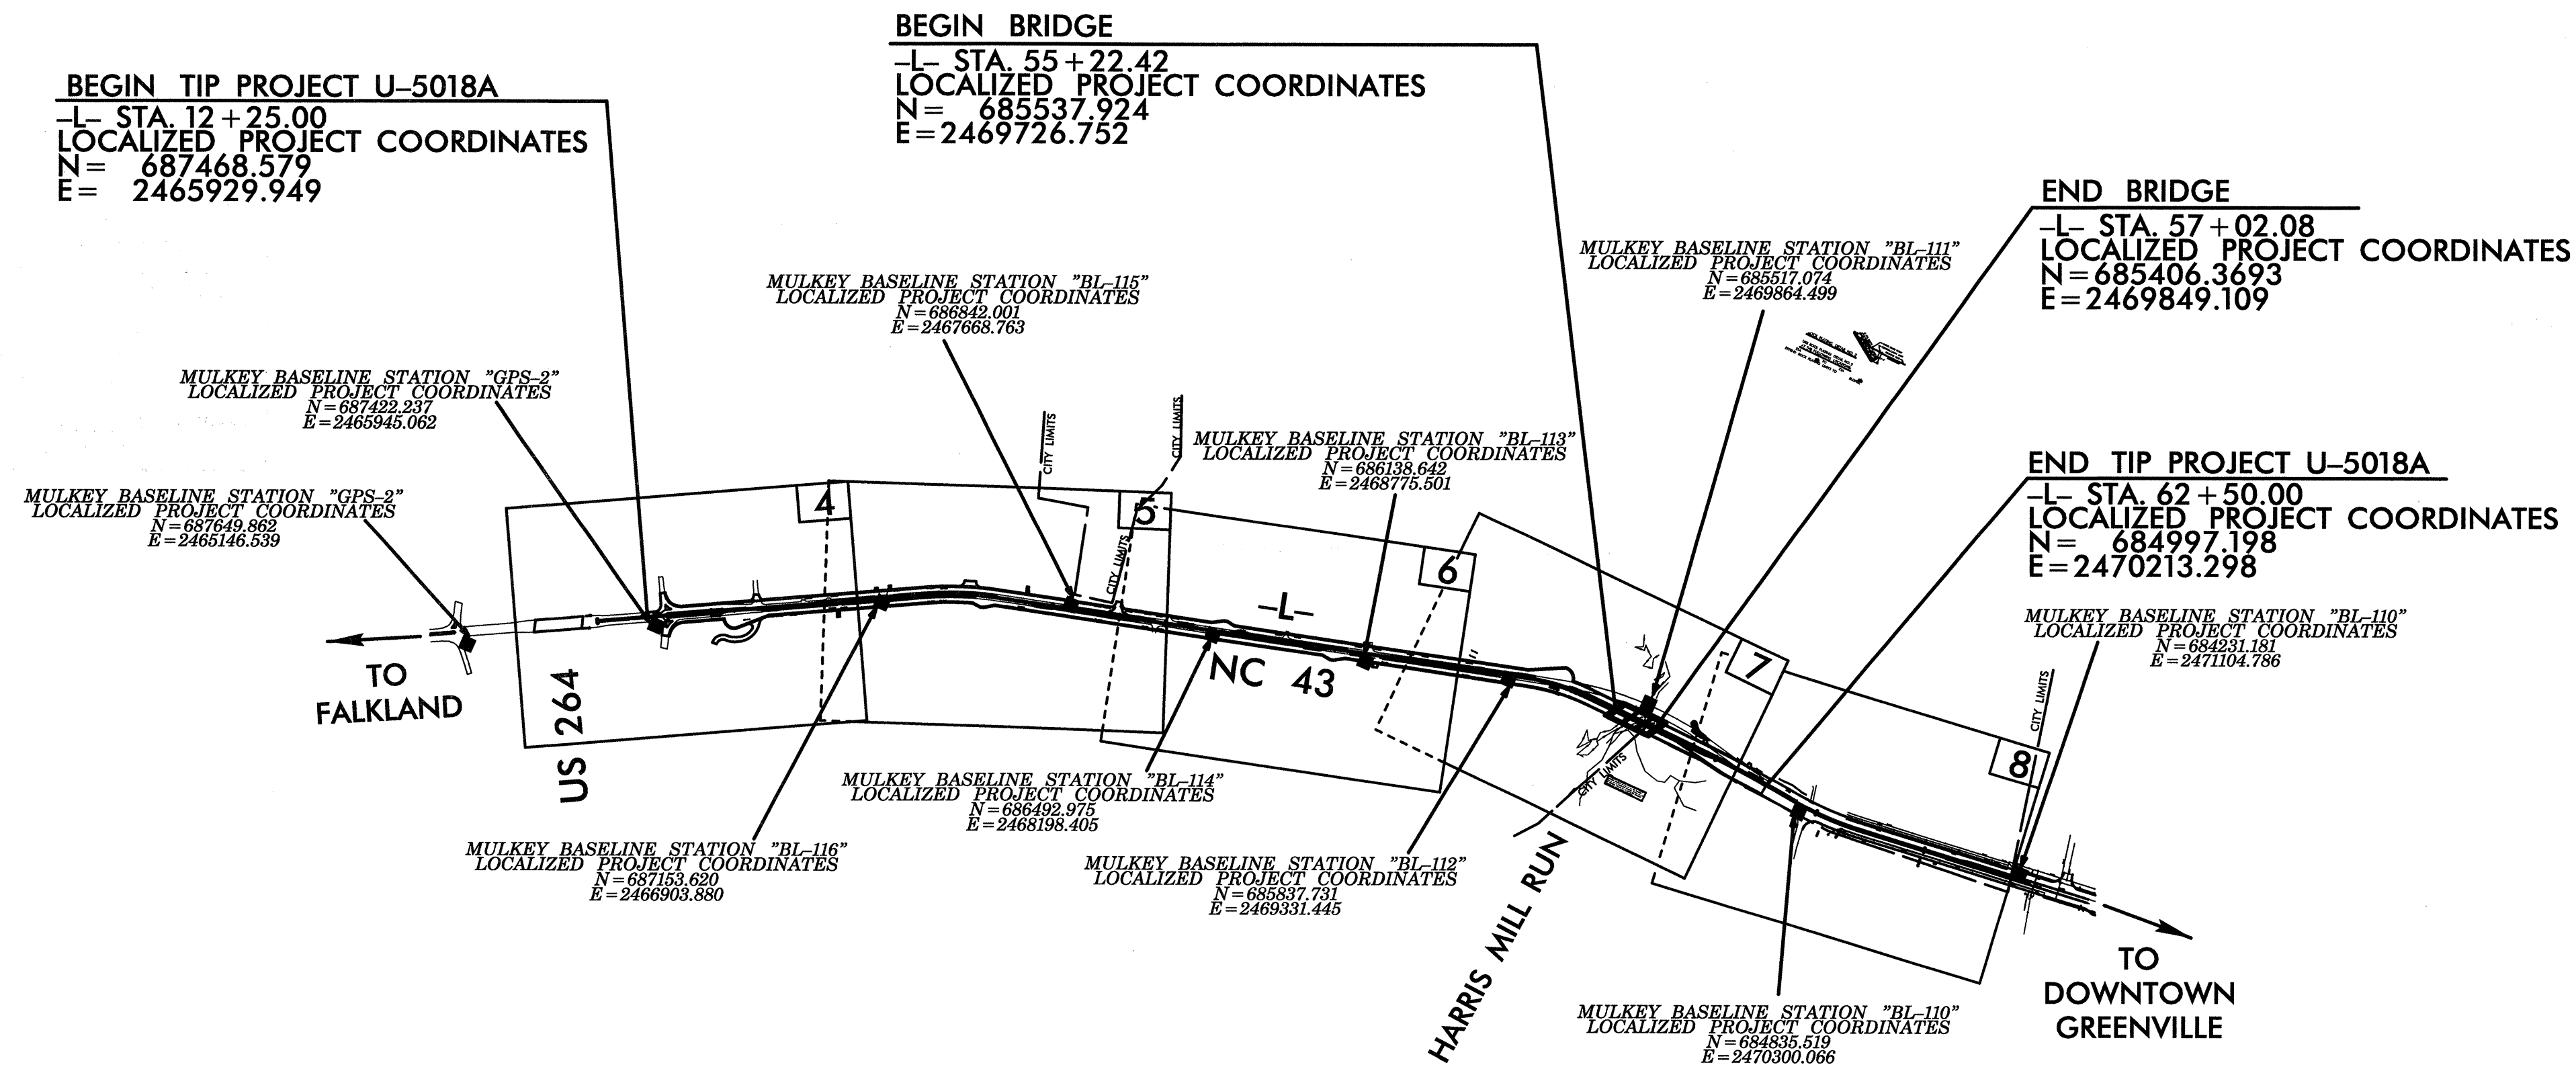 BEGIN BRIDGE
-L- STA. 55+22.42
LOCALIZED PROJECT COORDINATES
N= 685537.924
E=2469726.752
BEGIN TIP PROJECT U-5018A
-L- STA. 12+25.00
LOCALIZED PROJECT COORDINATES
N= 687468.579
E= 2465929.949
END BRIDGE
-L- STA. 57+02.08
LOCALIZED PROJECT COORDINATES
N=685406.3693
E=2469849.109
MULKEY BASELINE STATION "BL-111"
LOCALIZED PROJECT COORDINATES
N=685517.074
E=2469864.499
MULKEY BASELINE STATION "BL-115"
LOCALIZED PROJECT COORDINATES
N=686842.001
E=2467668.763
MULKEY BASELINE STATION "GPS-2"
LOCALIZED PROJECT COORDINATES
N=687422.237
E=2465945.062
CITY LIMITS
CITY LIMITS
MULKEY BASELINE STATION "BL-113"
LOCALIZED PROJECT COORDINATES
N=686138.642
E=2468775.501
END TIP PROJECT U-5018A
-L- STA. 62+50.00
LOCALIZED PROJECT COORDINATES
N= 684997.198
E=2470213.298
MULKEY BASELINE STATION "GPS-2"
LOCALIZED PROJECT COORDINATES
N=687649.862
E=2465146.539
4
5
6
7
8
CITY LIMITS
-L-
NC 43
MULKEY BASELINE STATION "BL-110"
LOCALIZED PROJECT COORDINATES
N=684231.181
E=2471104.786
CITY LIMITS
TO
FALKLAND
US 264
CITY LIMITS
MULKEY BASELINE STATION "BL-114"
LOCALIZED PROJECT COORDINATES
N=686492.975
E=2468198.405
MULKEY BASELINE STATION "BL-116"
LOCALIZED PROJECT COORDINATES
N=687153.620
E=2466903.880
MULKEY BASELINE STATION "BL-112"
LOCALIZED PROJECT COORDINATES
N=685837.731
E=2469331.445
HARRIS MILL RUN
TO
DOWNTOWN
GREENVILLE
MULKEY BASELINE STATION "BL-110"
LOCALIZED PROJECT COORDINATES
N=684835.519
E=2470300.066